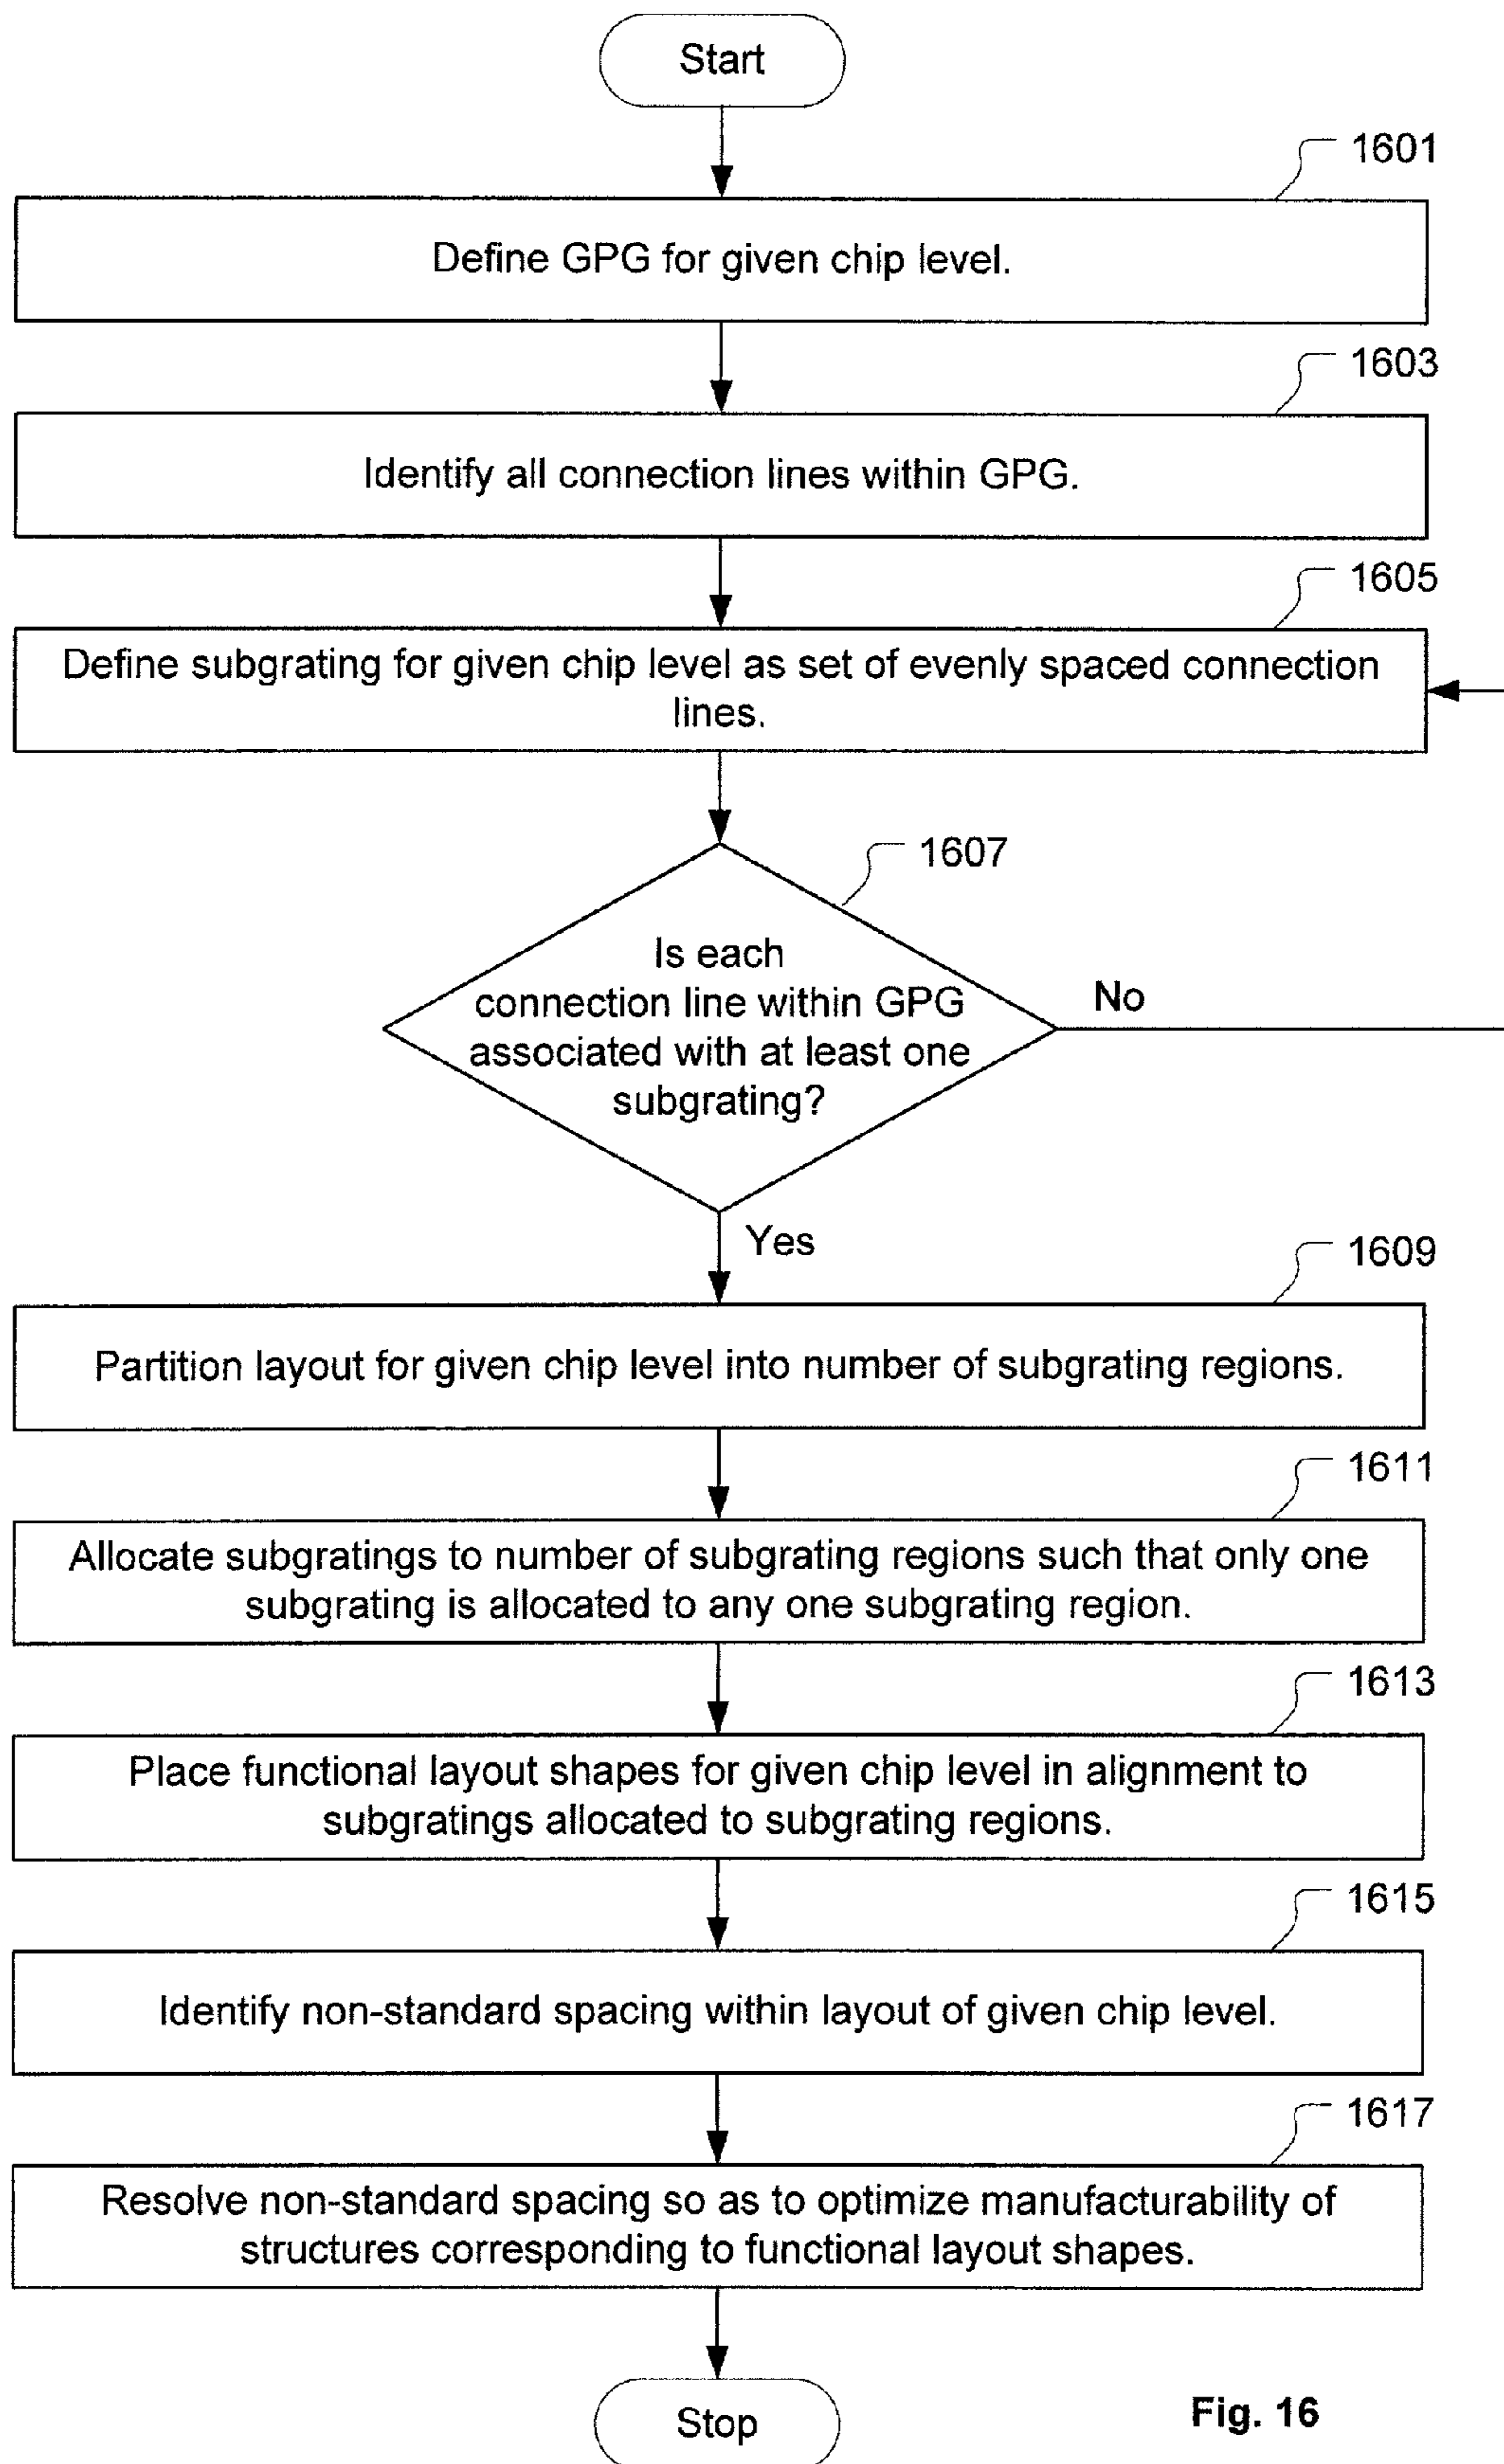 Start
1601
Define GPG for given chip level.
1603
Identify all connection lines within GPG.
1605
Define subgrating for given chip level as set of evenly spaced connection
lines.
1607
Is each
connection line within GPG
associated with at least one
subgrating?
No
Yes
1609
Partition layout for given chip level into number of subgrating regions.
1611
Allocate subgratings to number of subgrating regions such that only one
subgrating is allocated to any one subgrating region.
1613
Place functional layout shapes for given chip level in alignment to
subgratings allocated to subgrating regions.
1615
Identify non-standard spacing within layout of given chip level.
1617
Resolve non-standard spacing so as to optimize manufacturability of
structures corresponding to functional layout shapes.
Stop
Fig. 16